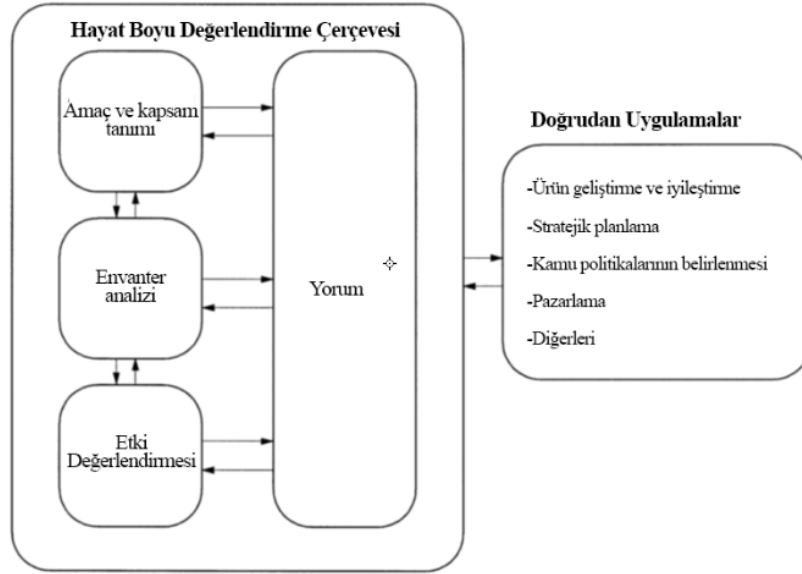 Hayat Boyu Değerlendirme Çerçevesi
Amaç ve kapsam
tanımı
Envanter
analizi
Etki
Değerlendirmesi
Yorum
Doğrudan Uygulamalar
-Ürün geliştirme ve iyileştirme
-Stratejik planlama
-Kamu politikalarının belirlenmesi
-Pazarlama
-Diğerleri